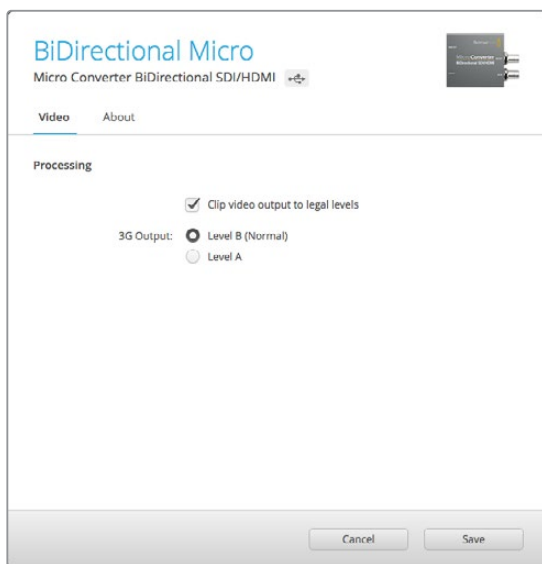 BiDirectional Micro
Micro Converter BiDirectional SDI/HDMI
Video About
Processing
Clip video output to legal levels
3G Output: Level B (Normal)
Level A
Cancel Save